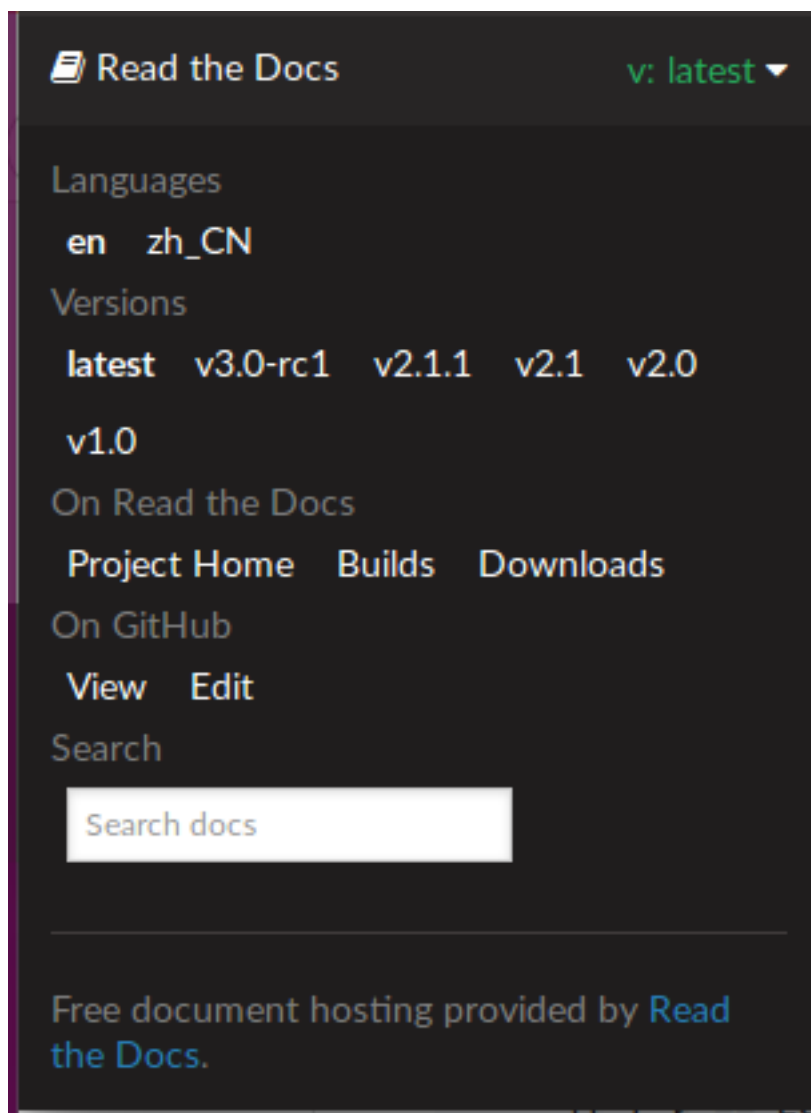 Read the Docs v: latest
Languages
en zh_CN
Versions
latest v3.0-rc1 v2.1.1 v2.1 v2.0
v1.0
On Read the Docs
Project Home Builds Downloads
On GitHub
View Edit
Search
Search docs
Free document hosting provided by Read
the Docs.